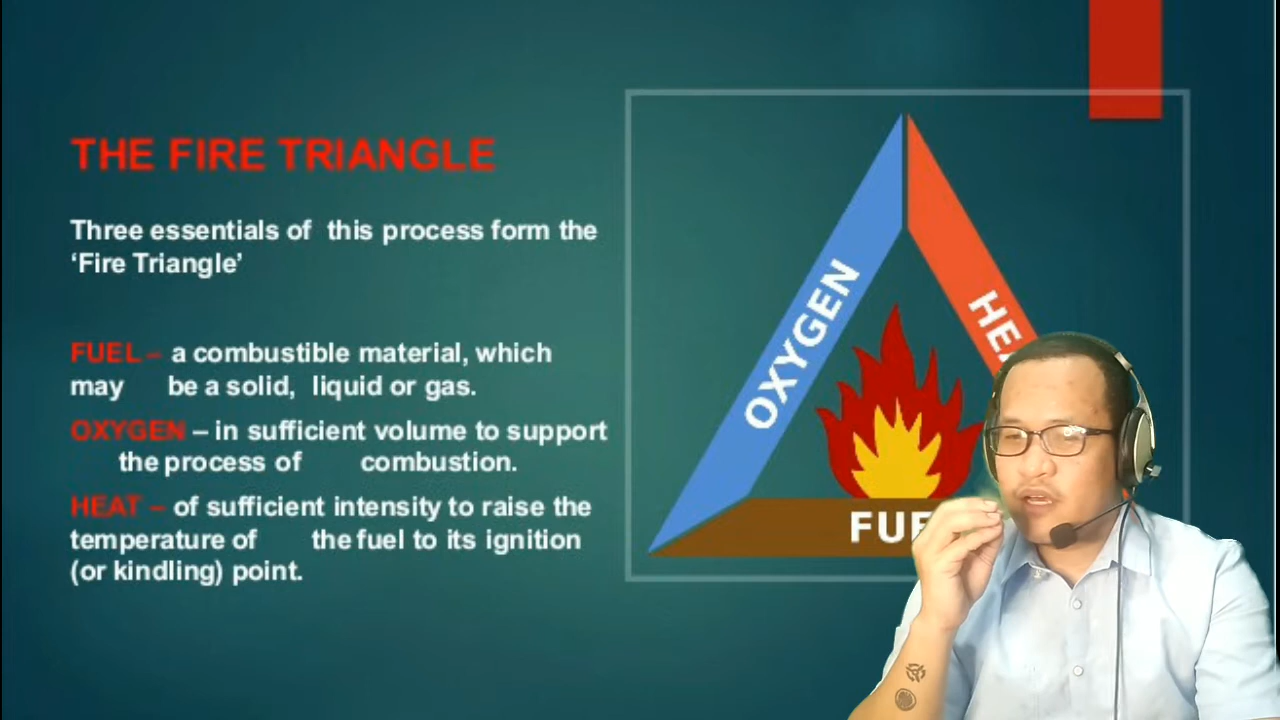 THE FIRE TRIANGLE
Three essentials of this process form the
‘Fire Triangle’
FUEL – a combustible material, which
may be a solid, liquid or gas.
OXYGEN – in sufficient volume to support
the process of combustion.
HEAT – of sufficient intensity to raise the
temperature of the fuel to its ignition
(or kindling) point.
OXYGEN
HEA
FUE